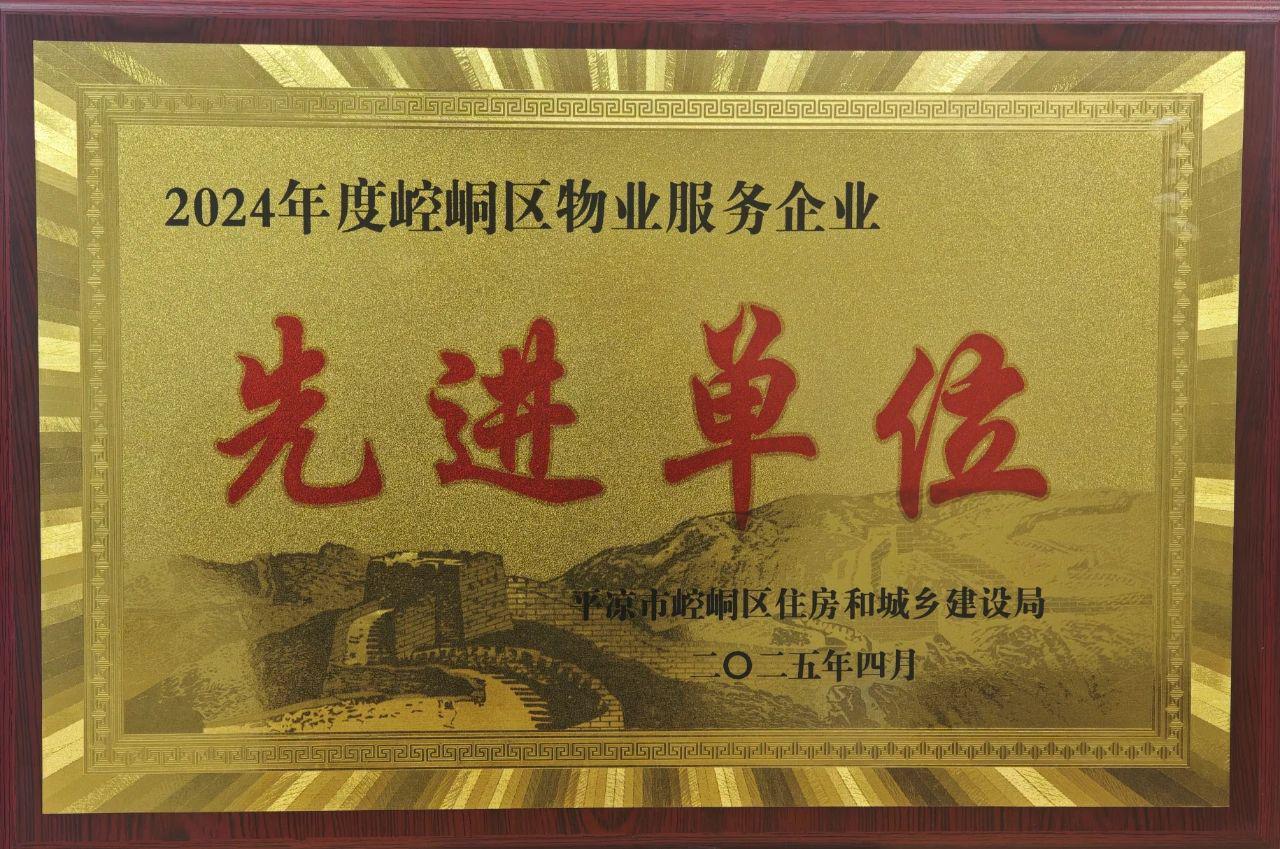 2024年度崆峒区物业服务企业
先进单位
平凉市崆峒区住房和城乡建设局
二〇二五年四月